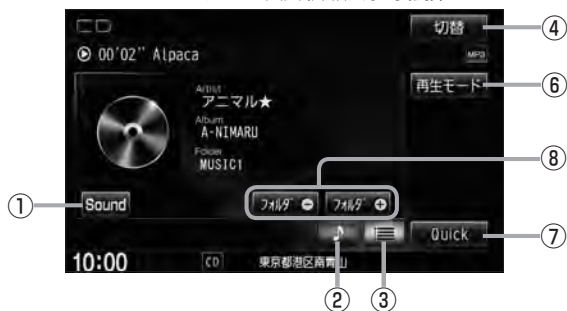 CD
切替
④
00'02" Alpaca
MP3
Artist
アニマル★
再生モード
⑥
Album
A-NIMARU
Folder
MUSIC1
⑧
①
Sound
フォルダ
フォルダ
Quick
⑦
10:00
CD
東京都港区南青山
②
③